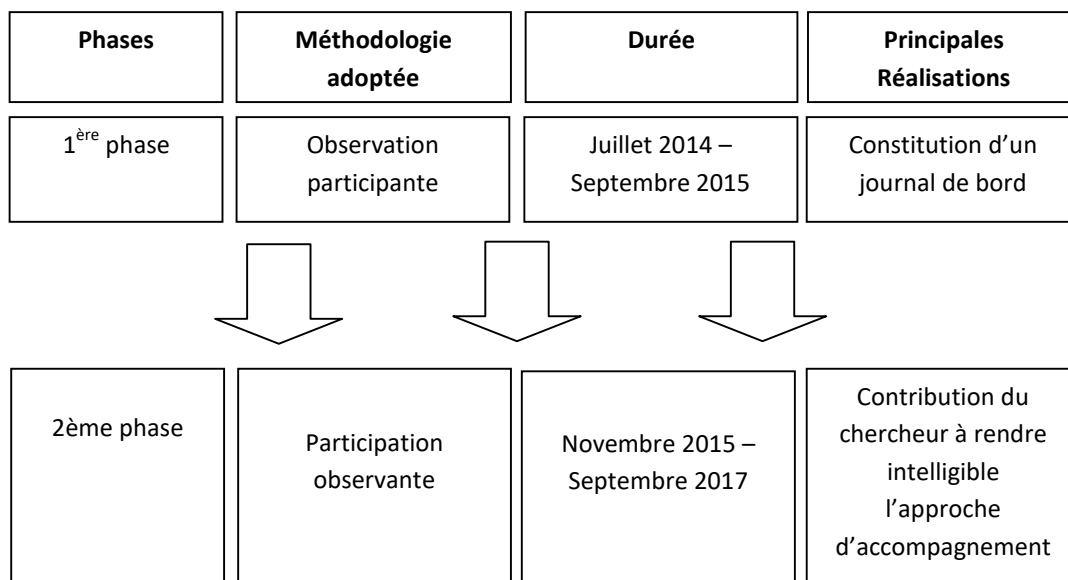 Phases
Méthodologie
adoptée
Durée
Principales
Réalisations
1ère phase
Observation
participante
Juillet 2014 –
Septembre 2015
Constitution d’un
journal de bord
2ème phase
Participation
observante
Novembre 2015 –
Septembre 2017
Contribution du
chercheur à rendre
intelligible
l’approche
d’accompagnement